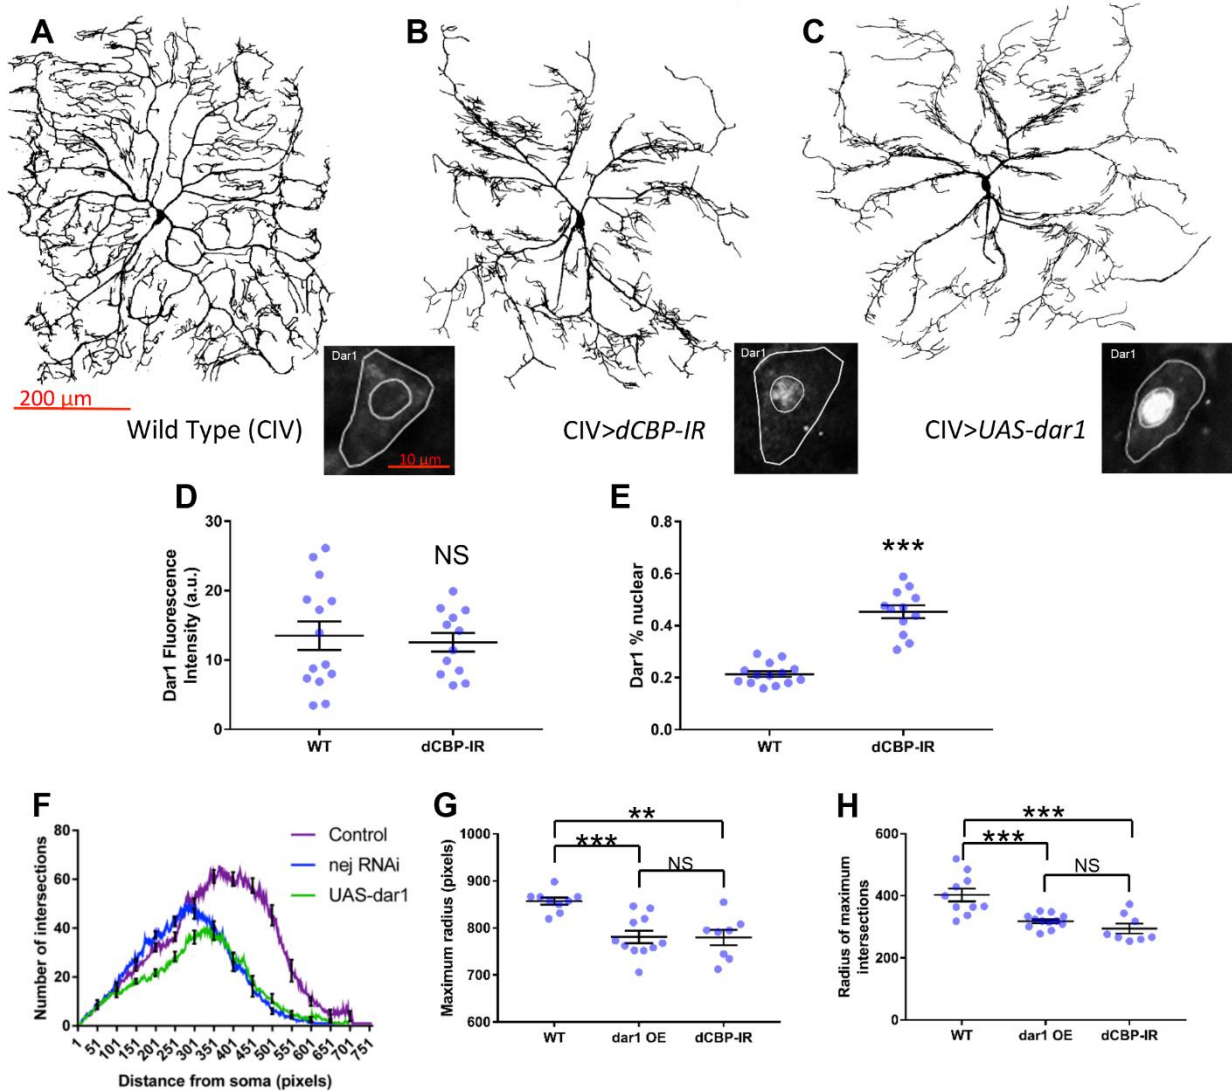 A
B
C
Dar1
Dar1
Dar1
200 µm
10 µm
Wild Type (CIV)
CIV>dCBP-IR
CIV>UAS-dar1
D
Dar1 Fluorescence
Intensity (a.u.)
30
20
10
0
NS
WT
dCBP-IR
E
Dar1 % nuclear
0.8
0.6
0.4
0.2
0.0
***
WT
dCBP-IR
F
Number of intersections
80
60
40
20
0
Control
nej RNAi
UAS-dar1
1
51
101
151
201
251
301
351
401
451
501
551
601
651
701
751
Distance from soma (pixels)
G
Maximum radius (pixels)
1000
900
800
700
600
**
***
NS
WT
dar1 OE
dCBP-IR
H
Radius of maximum
intersections
600
400
200
0
***
***
NS
WT
dar1 OE
dCBP-IR